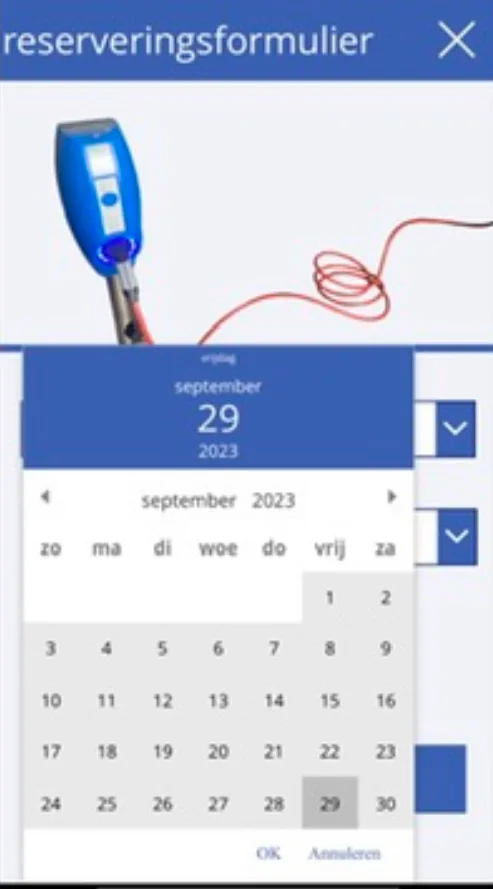 reserveringsformulier
vrijdag
september
29
2023
september 2023
zo ma di woe do vrij za
1 2
3 4 5 6 7 8 9
10 11 12 13 14 15 16
17 18 19 20 21 22 23
24 25 26 27 28 29 30
OK Annuleren